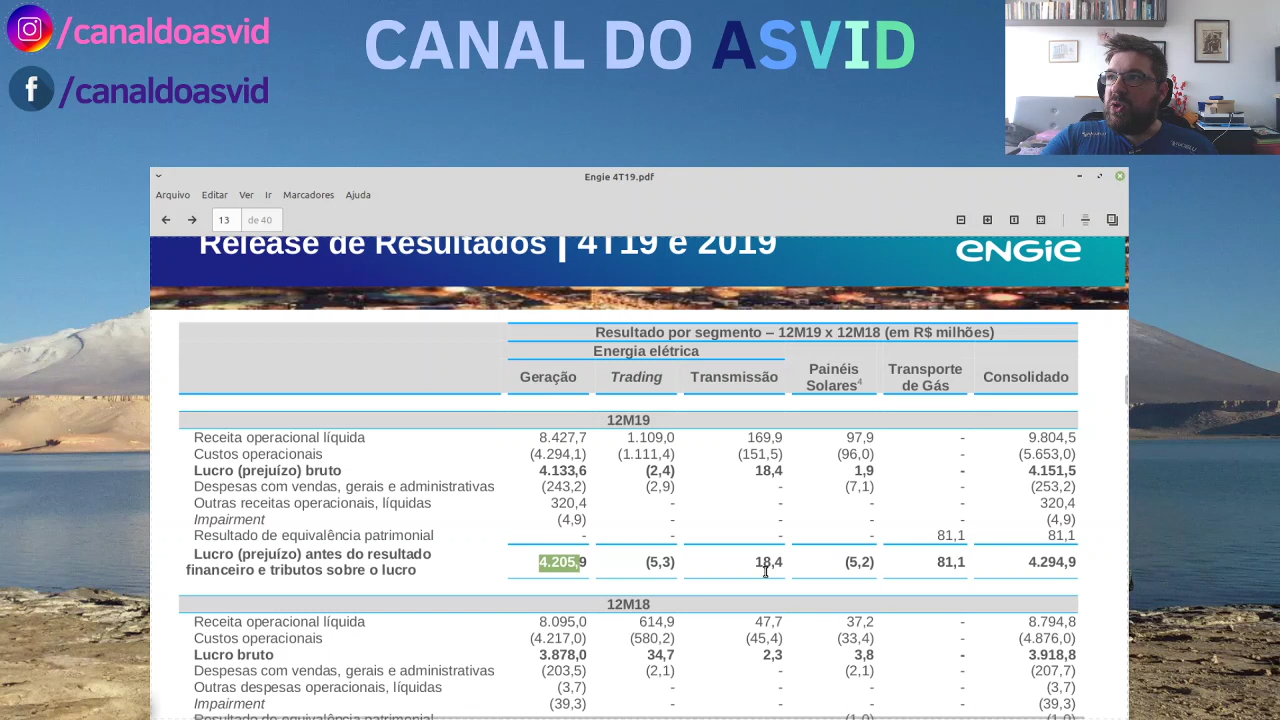 /canaldoasvid
f /canaldoasvid
CANAL DO ASVID
Engie 4T19.pdf
Arquivo Editar Ver Ir Marcadores Ajuda
13 de 40
Release de Resultados | 4T19 e 2019
ENGIE
Resultado por segmento – 12M19 x 12M18 (em R$ milhões)
Energia elétrica
Geração Trading Transmissão Painéis Solares4 Transporte de Gás Consolidado
12M19
Receita operacional líquida 8.427,7 1.109,0 169,9 97,9 - 9.804,5
Custos operacionais (4.294,1) (1.111,4) (151,5) (96,0) - (5.653,0)
Lucro (prejuízo) bruto 4.133,6 (2,4) 18,4 1,9 - 4.151,5
Despesas com vendas, gerais e administrativas (243,2) (2,9) - (7,1) - (253,2)
Outras receitas operacionais, líquidas 320,4 - - - - 320,4
Impairment (4,9) - - - - (4,9)
Resultado de equivalência patrimonial - - - - 81,1 81,1
Lucro (prejuízo) antes do resultado
financeiro e tributos sobre o lucro 4.205,9 (5,3) 18,4 (5,2) 81,1 4.294,9
12M18
Receita operacional líquida 8.095,0 614,9 47,7 37,2 - 8.794,8
Custos operacionais (4.217,0) (580,2) (45,4) (33,4) - (4.876,0)
Lucro bruto 3.878,0 34,7 2,3 3,8 - 3.918,8
Despesas com vendas, gerais e administrativas (203,5) (2,1) - (2,1) - (207,7)
Outras despesas operacionais, líquidas (3,7) - - - - (3,7)
Impairment (39,3) - - - - (39,3)
Resultado de equivalência patrimonial - - - (1,0) - (1,0)